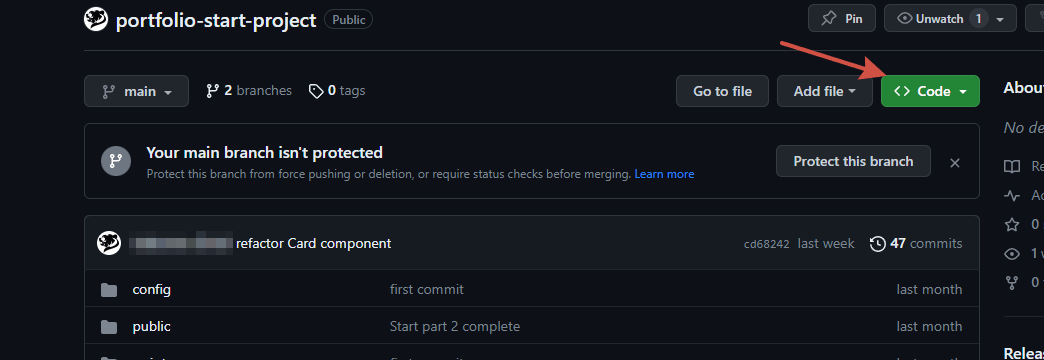 portfolio-start-project Public
Pin
Unwatch 1
main
2 branches
0 tags
Go to file
Add file
<> Code
About
No de
Your main branch isn't protected
Protect this branch from force pushing or deletion, or require status checks before merging. Learn more
Protect this branch
Re
Ac
0
1
0
refactor Card component
cd68242 last week 47 commits
config first commit last month
public Start part 2 complete last month
Relea